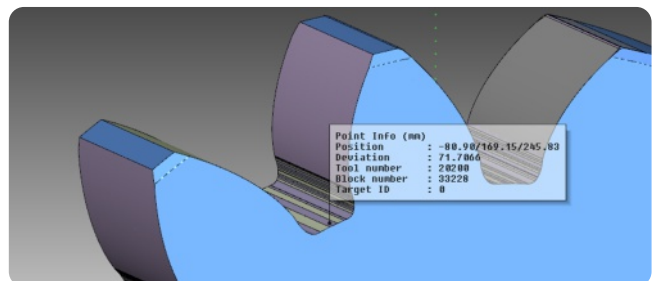 Point Info (mm)
Position : -80.90/169.15/245.83
Deviation : 71.7066
Tool number : 20200
Block number : 33228
Target ID : 0